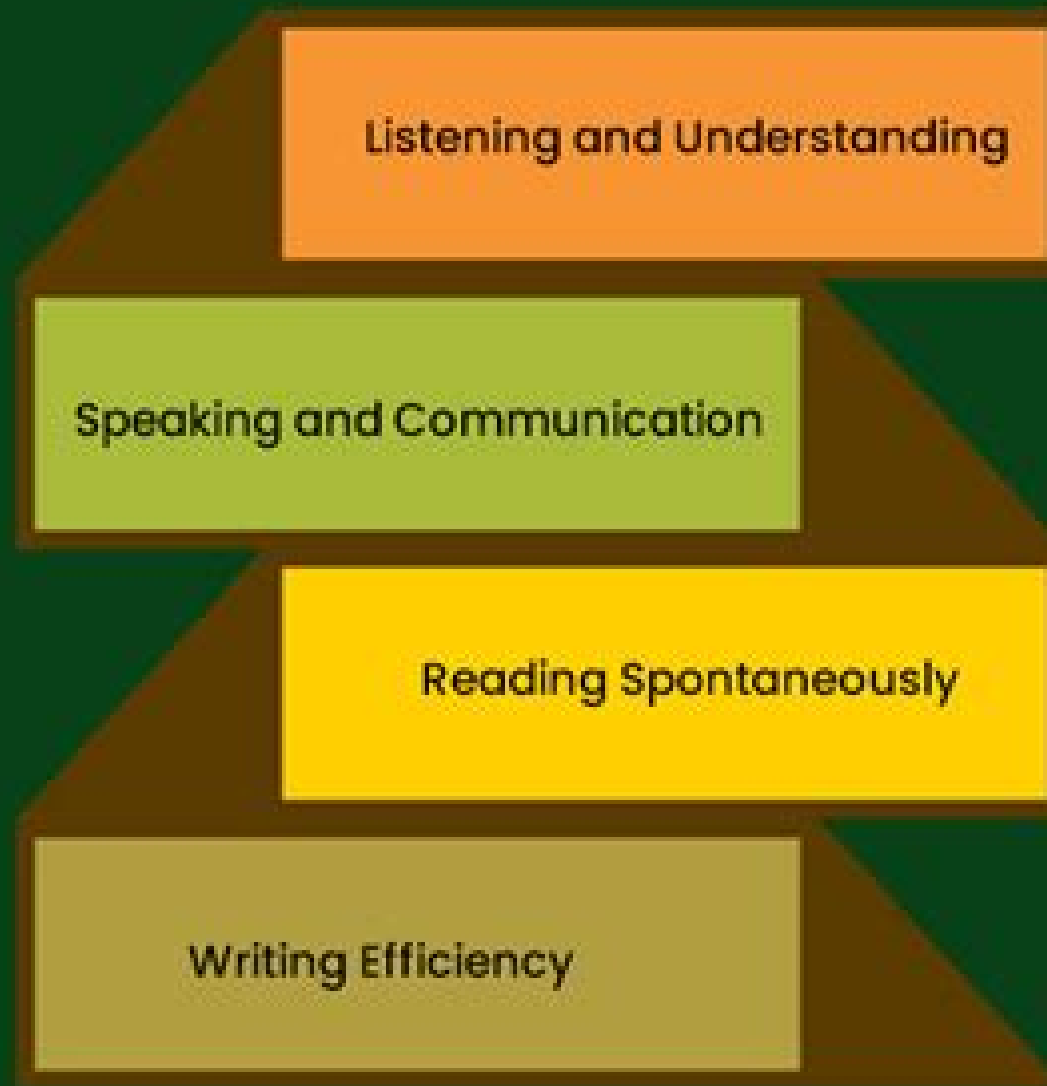 Listening and Understanding
Speaking and Communication
Reading Spontaneously
Writing Efficiency